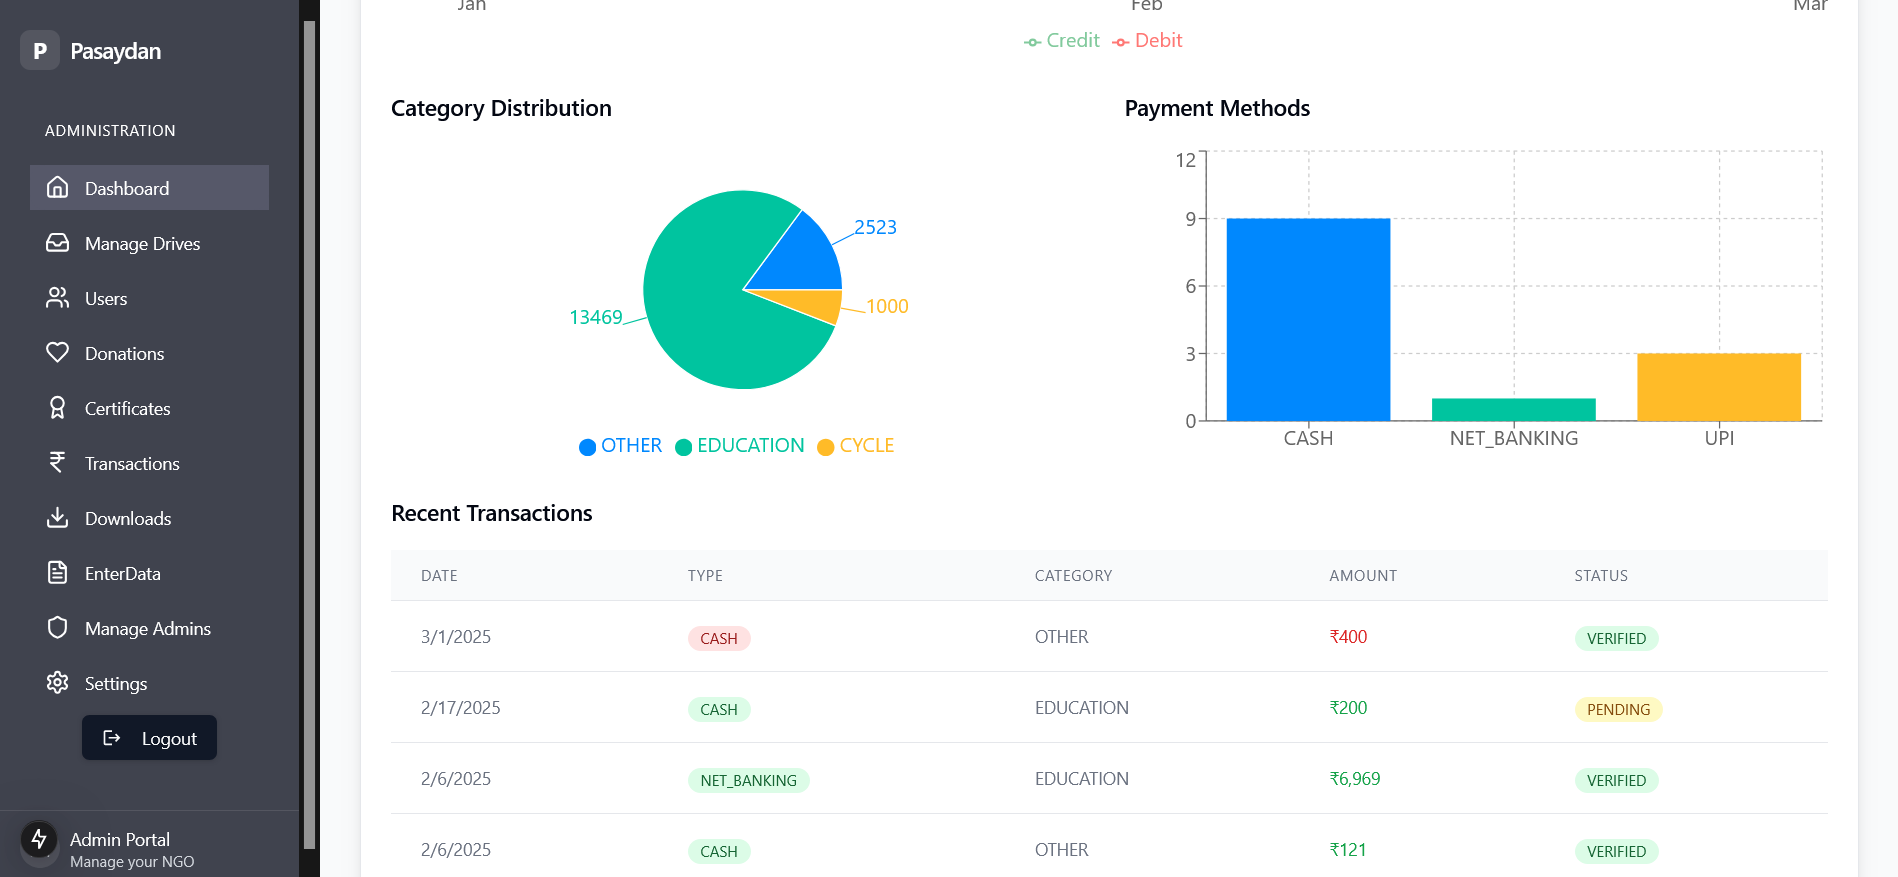 P Pasaydan
ADMINISTRATION
Dashboard
Manage Drives
Users
Donations
Certificates
Transactions
Downloads
EnterData
Manage Admins
Settings
Logout
Admin Portal
Manage your NGO
Jan Feb Mar
Credit Debit
Category Distribution
2523
1000
13469
OTHER EDUCATION CYCLE
Payment Methods
12
9
6
3
0
CASH NET_BANKING UPI
Recent Transactions
DATE TYPE CATEGORY AMOUNT STATUS
3/1/2025 CASH OTHER ₹400 VERIFIED
2/17/2025 CASH EDUCATION ₹200 PENDING
2/6/2025 NET_BANKING EDUCATION ₹6,969 VERIFIED
2/6/2025 CASH OTHER ₹121 VERIFIED